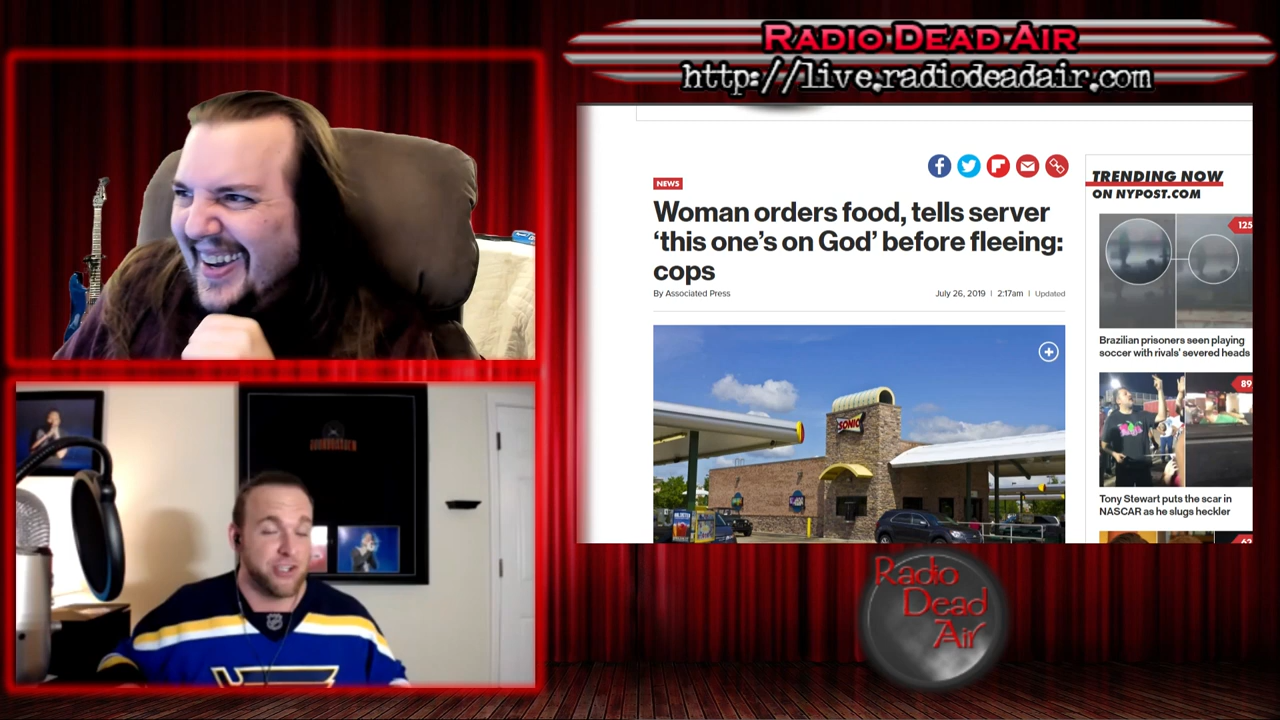 Radio Dead Air
http://live.radiodeadair.com
NEWS
Woman orders food, tells server
‘this one’s on God’ before fleeing:
cops
By Associated Press
July 26, 2019 | 2:17am | Updated
SONIC
TRENDING NOW
ON NYPOST.COM
125
Brazilian prisoners seen playing
soccer with rivals' severed heads
89
Tony Stewart puts the scar in
NASCAR as he slugs heckler
62
Radio
Dead
Air